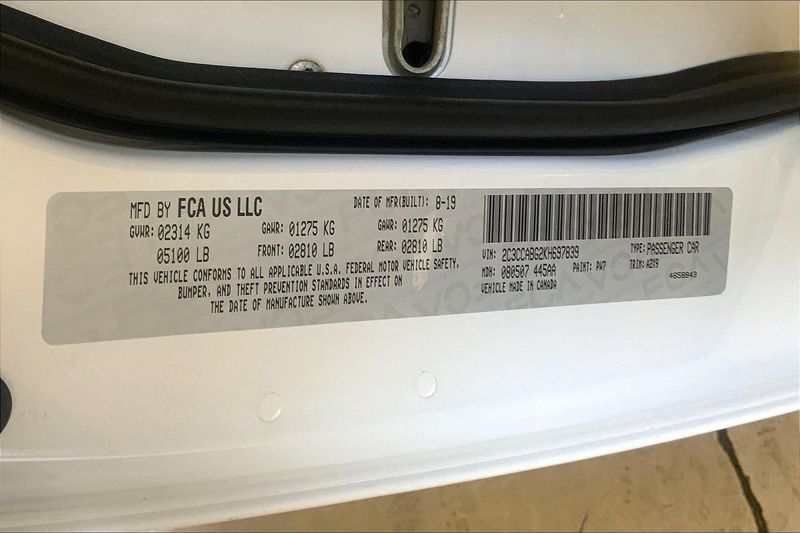 MFD BY FCA US LLC
DATE OF MFR(BUILT): 8-19
GVWR: 02314 KG
GAWR: 01275 KG
GAWR: 01275 KG
05100 LB
FRONT: 02810 LB
REAR: 02810 LB
THIS VEHICLE CONFORMS TO ALL APPLICABLE U.S.A. FEDERAL MOTOR VEHICLE SAFETY,
BUMPER, AND THEFT PREVENTION STANDARDS IN EFFECT ON
THE DATE OF MANUFACTURE SHOWN ABOVE.
VIN: 2C3CCABG2KH697839
TYPE: PASSENGER CAR
MDH: 080507 445AA
PAINT: PW7
TRIM: A2X9
VEHICLE MADE IN CANADA
4658843